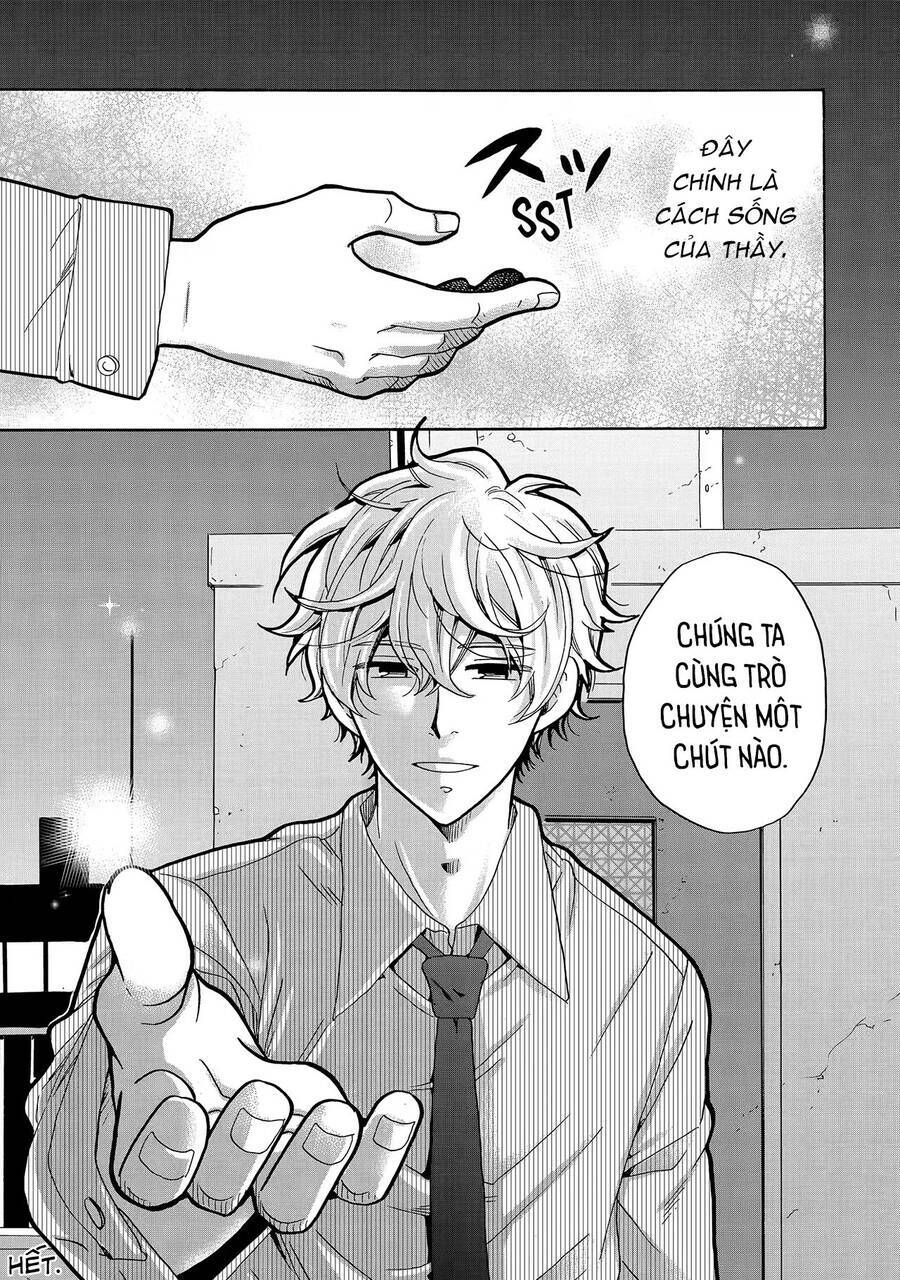 ĐÂY
CHÍNH LÀ
CÁCH SỐNG
CỦA THẦY.
スッ
SST
CHÚNG TA
CÙNG TRÒ
CHUYỆN MỘT
CHÚT NÀO.
HẾT.